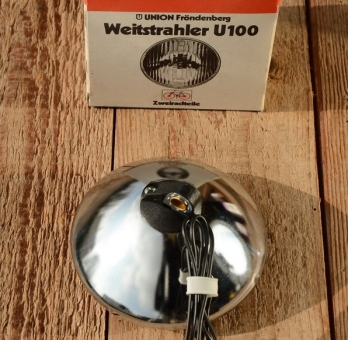 UNION Fröndenberg
Weitstrahler U100
Zweiradteile